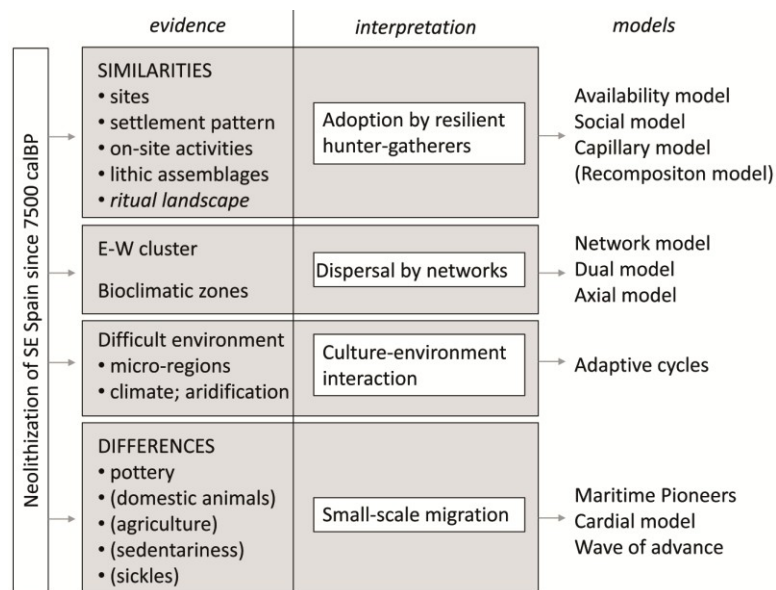 evidence
interpretation
models
Neolithization of SE Spain since 7500 calBP
SIMILARITIES
• sites
• settlement pattern
• on-site activities
• lithic assemblages
• ritual landscape
Adoption by resilient
hunter-gatherers
Availability model
Social model
Capillary model
(Recompositon model)
E-W cluster
Bioclimatic zones
Dispersal by networks
Network model
Dual model
Axial model
Difficult environment
• micro-regions
• climate; aridification
Culture-environment
interaction
Adaptive cycles
DIFFERENCES
• pottery
• (domestic animals)
• (agriculture)
• (sedentariness)
• (sickles)
Small-scale migration
Maritime Pioneers
Cardial model
Wave of advance